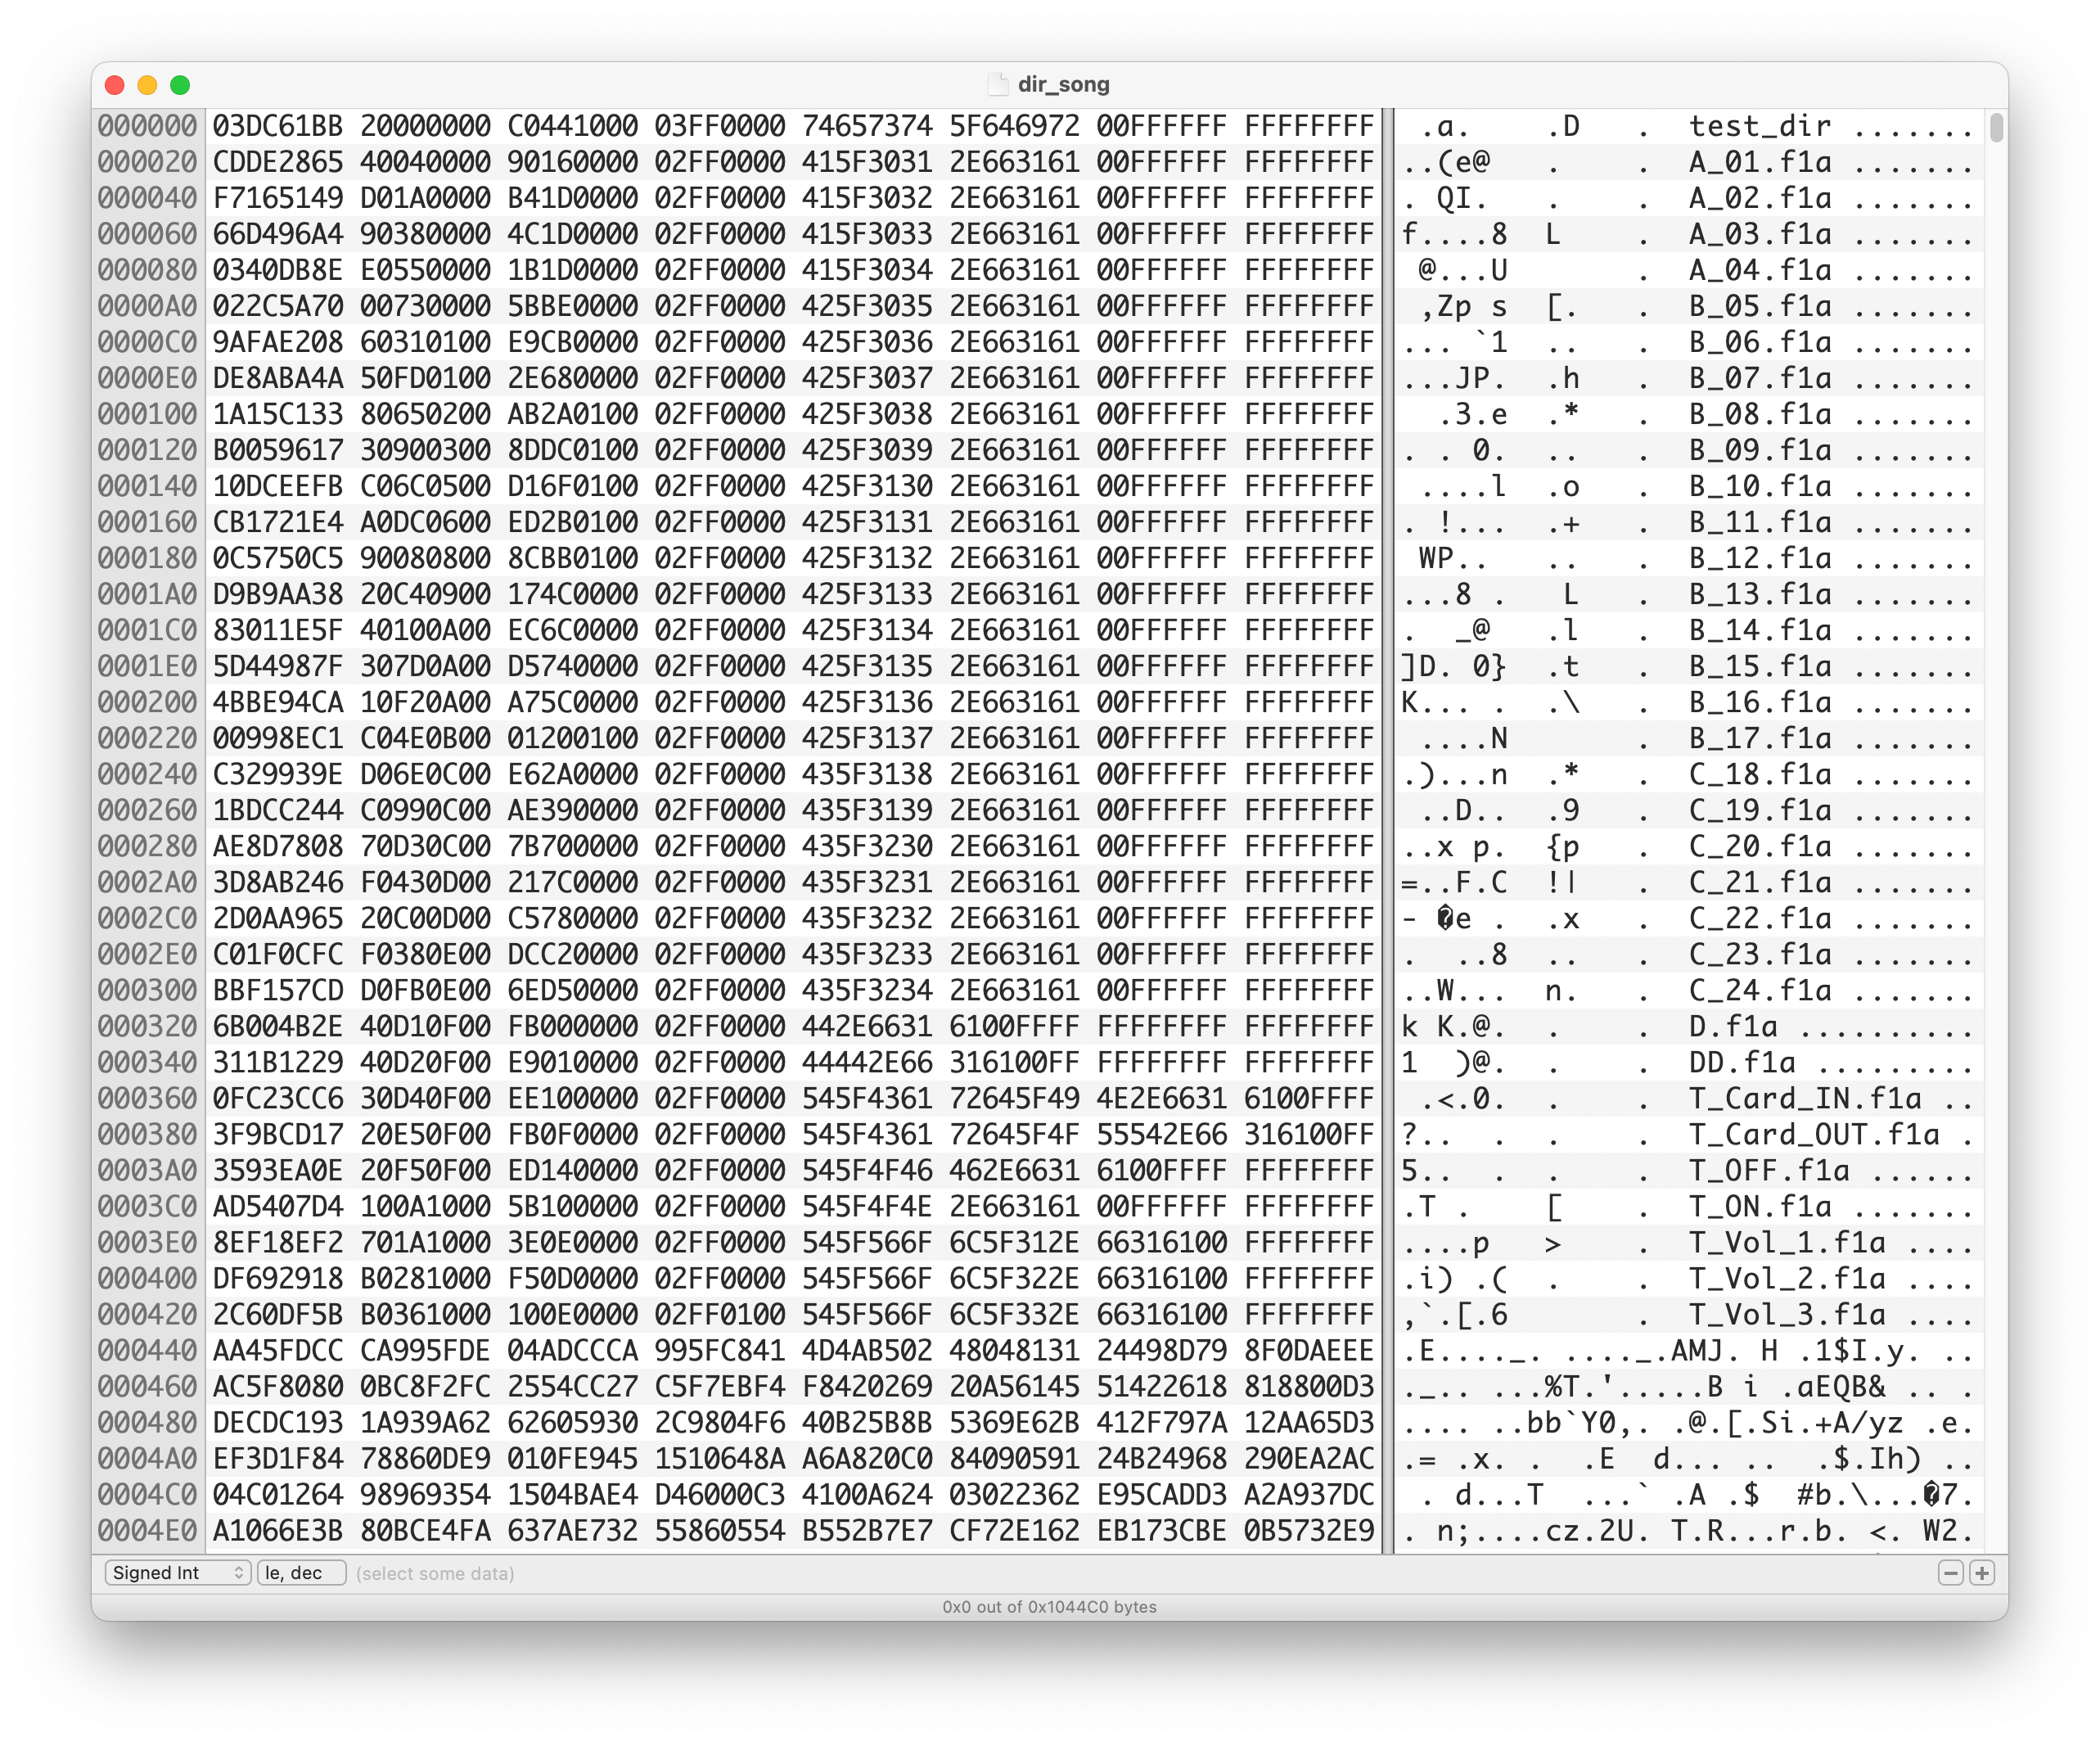 dir_song
000000 03DC61BB 20000000 C0441000 03FF0000 74657374 5F646972 00FFFFFF FFFFFFFF .a. .D . test_dir .......
000020 CDDE2865 40040000 90160000 02FF0000 415F3031 2E663161 00FFFFFF FFFFFFFF ..(e@ . . A_01.f1a .......
000040 F7165149 D01A0000 B41D0000 02FF0000 415F3032 2E663161 00FFFFFF FFFFFFFF . QI. . . A_02.f1a .......
000060 66D496A4 90380000 4C1D0000 02FF0000 415F3033 2E663161 00FFFFFF FFFFFFFF f....8 L . A_03.f1a .......
000080 0340DB8E E0550000 1B1D0000 02FF0000 415F3034 2E663161 00FFFFFF FFFFFFFF @...U . A_04.f1a .......
0000A0 022C5A70 00730000 5BBE0000 02FF0000 425F3035 2E663161 00FFFFFF FFFFFFFF ,Zp s [. . B_05.f1a .......
0000C0 9AFAE208 60310100 E9CB0000 02FF0000 425F3036 2E663161 00FFFFFF FFFFFFFF ... `1 .. . B_06.f1a .......
0000E0 DE8ABA4A 50FD0100 2E680000 02FF0000 425F3037 2E663161 00FFFFFF FFFFFFFF ...JP. .h . B_07.f1a .......
000100 1A15C133 80650200 AB2A0100 02FF0000 425F3038 2E663161 00FFFFFF FFFFFFFF .3.e .* . B_08.f1a .......
000120 B0059617 30900300 8DDC0100 02FF0000 425F3039 2E663161 00FFFFFF FFFFFFFF . . 0. .. . B_09.f1a .......
000140 10DCEEFB C06C0500 D16F0100 02FF0000 425F3130 2E663161 00FFFFFF FFFFFFFF ....l .o . B_10.f1a .......
000160 CB1721E4 A0DC0600 ED2B0100 02FF0000 425F3131 2E663161 00FFFFFF FFFFFFFF . !... .+ . B_11.f1a .......
000180 0C5750C5 90080800 8CBB0100 02FF0000 425F3132 2E663161 00FFFFFF FFFFFFFF WP.. .. . B_12.f1a .......
0001A0 D9B9AA38 20C40900 174C0000 02FF0000 425F3133 2E663161 00FFFFFF FFFFFFFF ...8 . L . B_13.f1a .......
0001C0 83011E5F 40100A00 EC6C0000 02FF0000 425F3134 2E663161 00FFFFFF FFFFFFFF . _@ .l . B_14.f1a .......
0001E0 5D44987F 307D0A00 D5740000 02FF0000 425F3135 2E663161 00FFFFFF FFFFFFFF ]D. 0} .t . B_15.f1a .......
000200 4BBE94CA 10F20A00 A75C0000 02FF0000 425F3136 2E663161 00FFFFFF FFFFFFFF K... . .\ . B_16.f1a .......
000220 00998EC1 C04E0B00 01200100 02FF0000 425F3137 2E663161 00FFFFFF FFFFFFFF ....N . B_17.f1a .......
000240 C329939E D06E0C00 E62A0000 02FF0000 435F3138 2E663161 00FFFFFF FFFFFFFF .)...n .* . C_18.f1a .......
000260 1BDCC244 C0990C00 AE390000 02FF0000 435F3139 2E663161 00FFFFFF FFFFFFFF ..D.. .9 . C_19.f1a .......
000280 AE8D7808 70D30C00 7B700000 02FF0000 435F3230 2E663161 00FFFFFF FFFFFFFF ..x p. {p . C_20.f1a .......
0002A0 3D8AB246 F0430D00 217C0000 02FF0000 435F3231 2E663161 00FFFFFF FFFFFFFF =..F.C !| . C_21.f1a .......
0002C0 2D0AA965 20C00D00 C5780000 02FF0000 435F3232 2E663161 00FFFFFF FFFFFFFF - �e . .x . C_22.f1a .......
0002E0 C01F0CFC F0380E00 DCC20000 02FF0000 435F3233 2E663161 00FFFFFF FFFFFFFF . ..8 .. . C_23.f1a .......
000300 BBF157CD D0FB0E00 6ED50000 02FF0000 435F3234 2E663161 00FFFFFF FFFFFFFF ..W... n. . C_24.f1a .......
000320 6B004B2E 40D10F00 FB000000 02FF0000 442E6631 6100FFFF FFFFFFFF FFFFFFFF k K.@. . . D.f1a ..........
000340 311B1229 40D20F00 E9010000 02FF0000 44442E66 316100FF FFFFFFFF FFFFFFFF 1 )@. . . DD.f1a .........
000360 0FC23CC6 30D40F00 EE100000 02FF0000 545F4361 72645F49 4E2E6631 6100FFFF .<.0. . . T_Card_IN.f1a ..
000380 3F9BCD17 20E50F00 FB0F0000 02FF0000 545F4361 72645F4F 55542E66 316100FF ?.. . . . T_Card_OUT.f1a .
0003A0 3593EA0E 20F50F00 ED140000 02FF0000 545F4F46 462E6631 6100FFFF FFFFFFFF 5.. . . . T_OFF.f1a ......
0003C0 AD5407D4 100A1000 5B100000 02FF0000 545F4F4E 2E663161 00FFFFFF FFFFFFFF .T . [ . T_ON.f1a .......
0003E0 8EF18EF2 701A1000 3E0E0000 02FF0000 545F566F 6C5F312E 66316100 FFFFFFFF ....p > . T_Vol_1.f1a ....
000400 DF692918 B0281000 F50D0000 02FF0000 545F566F 6C5F322E 66316100 FFFFFFFF .i) .( . . T_Vol_2.f1a ....
000420 2C60DF5B B0361000 100E0000 02FF0100 545F566F 6C5F332E 66316100 FFFFFFFF ,`.[.6 . T_Vol_3.f1a ....
000440 AA45FDCC CA995FDE 04ADCCCA 995FC841 4D4AB502 48048131 24498D79 8F0DAEEE .E...._. ...._.AMJ. H .1$I.y. ..
000460 AC5F8080 0BC8F2FC 2554CC27 C5F7EBF4 F8420269 20A56145 51422618 818800D3 ._.. ...%T.'.....B i .aEQB& .. .
000480 DECDC193 1A939A62 62605930 2C9804F6 40B25B8B 5369E62B 412F797A 12AA65D3 .... ..bb`Y0,. .@.[.Si.+A/yz .e.
0004A0 EF3D1F84 78860DE9 010FE945 1510648A A6A820C0 84090591 24B24968 290EA2AC .= .x. . .E d... .. .$.Ih) ..
0004C0 04C01264 98969354 1504BAE4 D46000C3 4100A624 03022362 E95CADD3 A2A937DC . d...T ...` .A .$ #b.\...�7.
0004E0 A1066E3B 80BCE4FA 637AE732 55860554 B552B7E7 CF72E162 EB173CBE 0B5732E9 . n;....cz.2U. T.R...r.b. <. W2.
Signed Int le, dec (select some data)
0x0 out of 0x1044C0 bytes